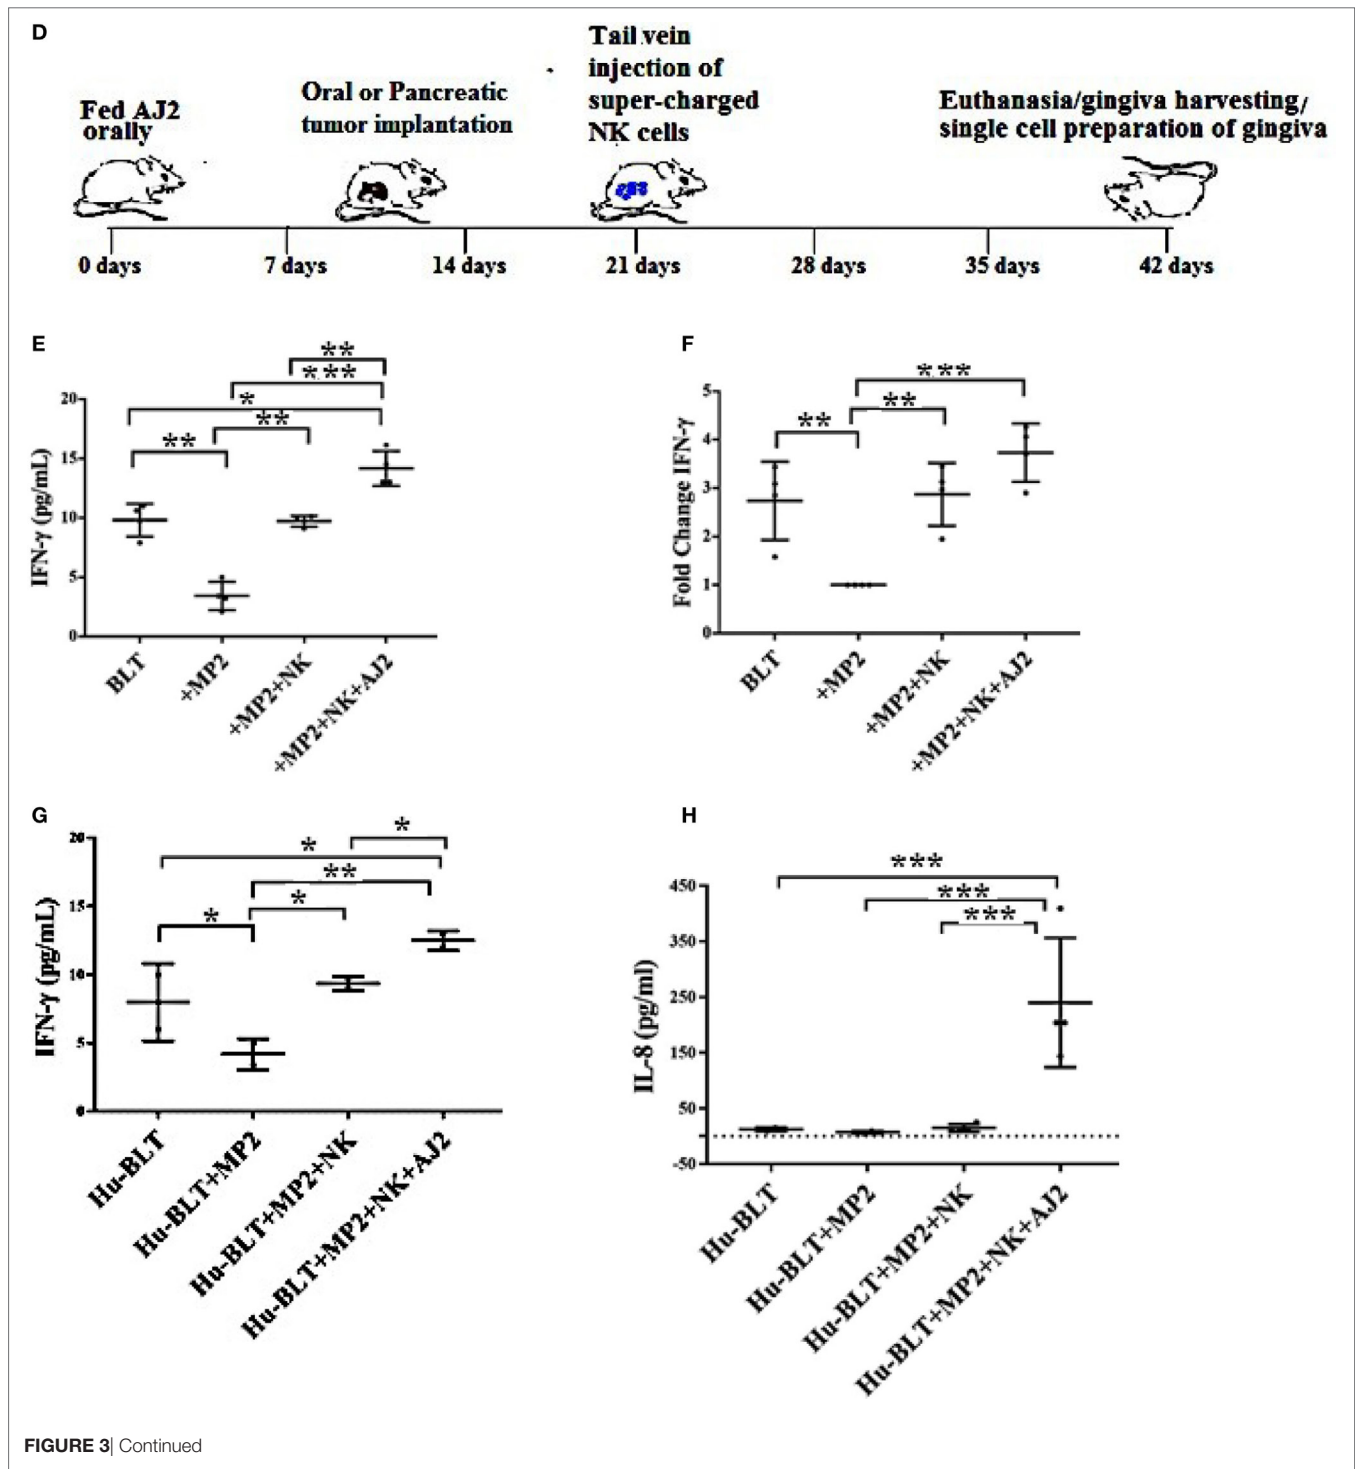 D
Fed AJ2
orally
Oral or Pancreatic
tumor implantation
Tail vein
injection of
super-charged
NK cells
Euthanasia/gingiva harvesting/
single cell preparation of gingiva
0 days
7 days
14 days
21 days
28 days
35 days
42 days
E
IFN-γ (pg/mL)
20
15
10
5
0
**
***
*
**
**
BLT
+MP2
+MP2+NK
+MP2+NK+AJ2
F
Fold Change IFN-γ
5
4
3
2
1
0
***
**
**
BLT
+MP2
+MP2+NK
+MP2+NK+AJ2
G
IFN-γ (pg/mL)
20
15
10
5
0
*
*
**
*
*
Hu-BLT
Hu-BLT+MP2
Hu-BLT+MP2+NK
Hu-BLT+MP2+NK+AJ2
H
IL-8 (pg/ml)
450
350
250
150
50
-50
***
***
***
Hu-BLT
Hu-BLT+MP2
Hu-BLT+MP2+NK
Hu-BLT+MP2+NK+AJ2
FIGURE 3| Continued